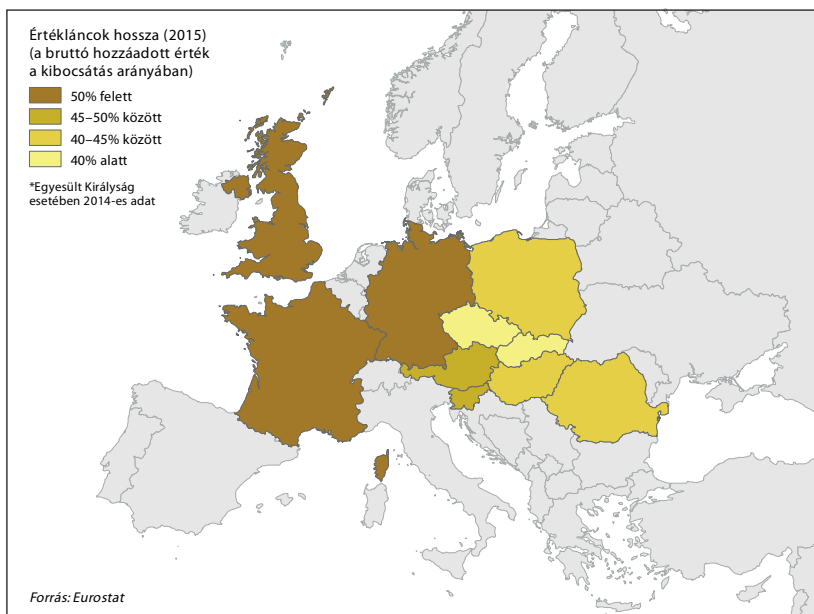 Értékláncok hossza (2015)
(a bruttó hozzáadott érték
a kibocsátás arányában)
50% felett
45–50% között
40–45% között
40% alatt
*Egyesült Királyság
esetében 2014-es adat
Forrás: Eurostat